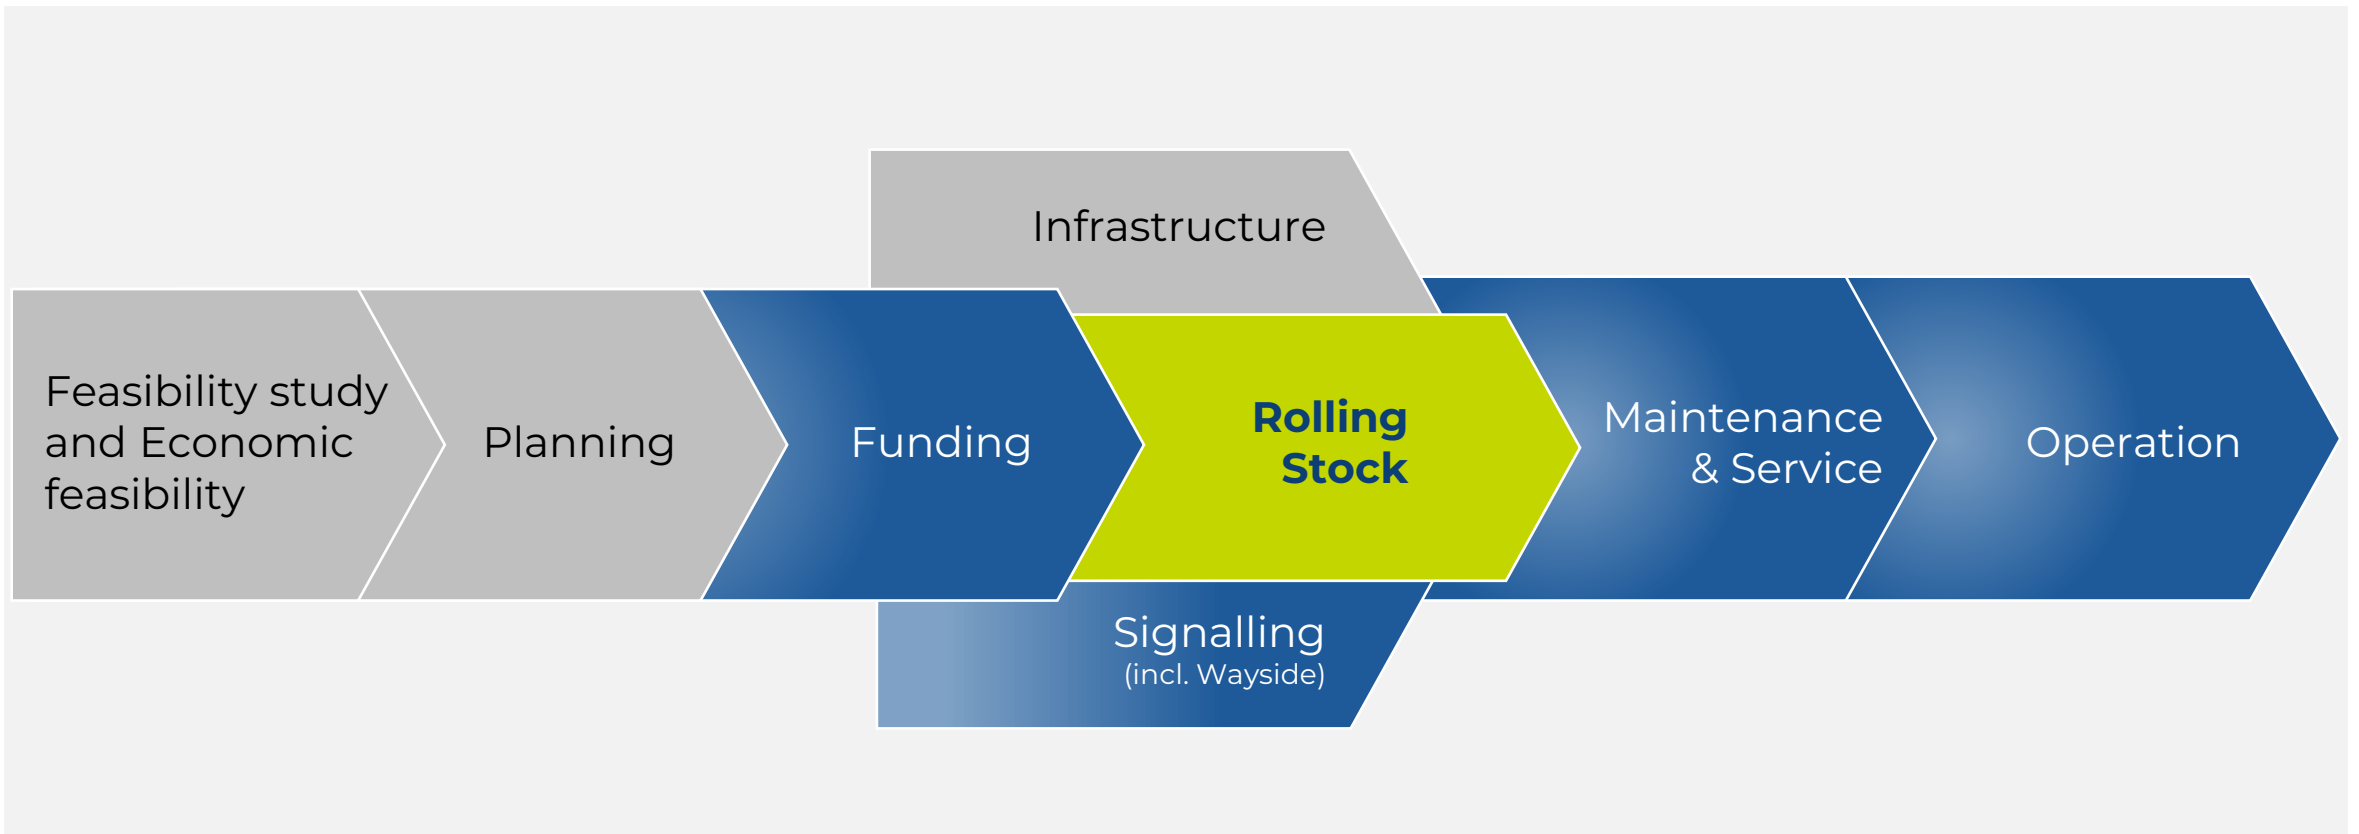 Infrastructure
Feasibility study
and Economic
feasibility
Planning
Funding
Rolling
Stock
Maintenance
& Service
Operation
Signalling
(incl. Wayside)